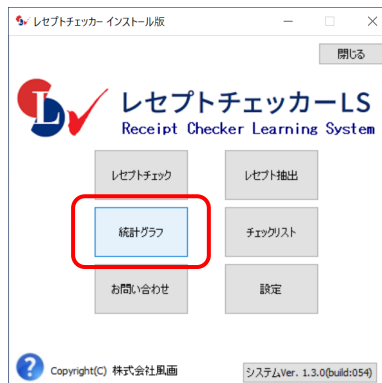 レセプトチェッカー インストール版
閉じる
レセプトチェッカーLS
Receipt Checker Learning System
レセプトチェック
レセプト抽出
統計グラフ
チェックリスト
お問い合わせ
設定
? Copyright(C) 株式会社風画
システムVer. 1.3.0(build:054)